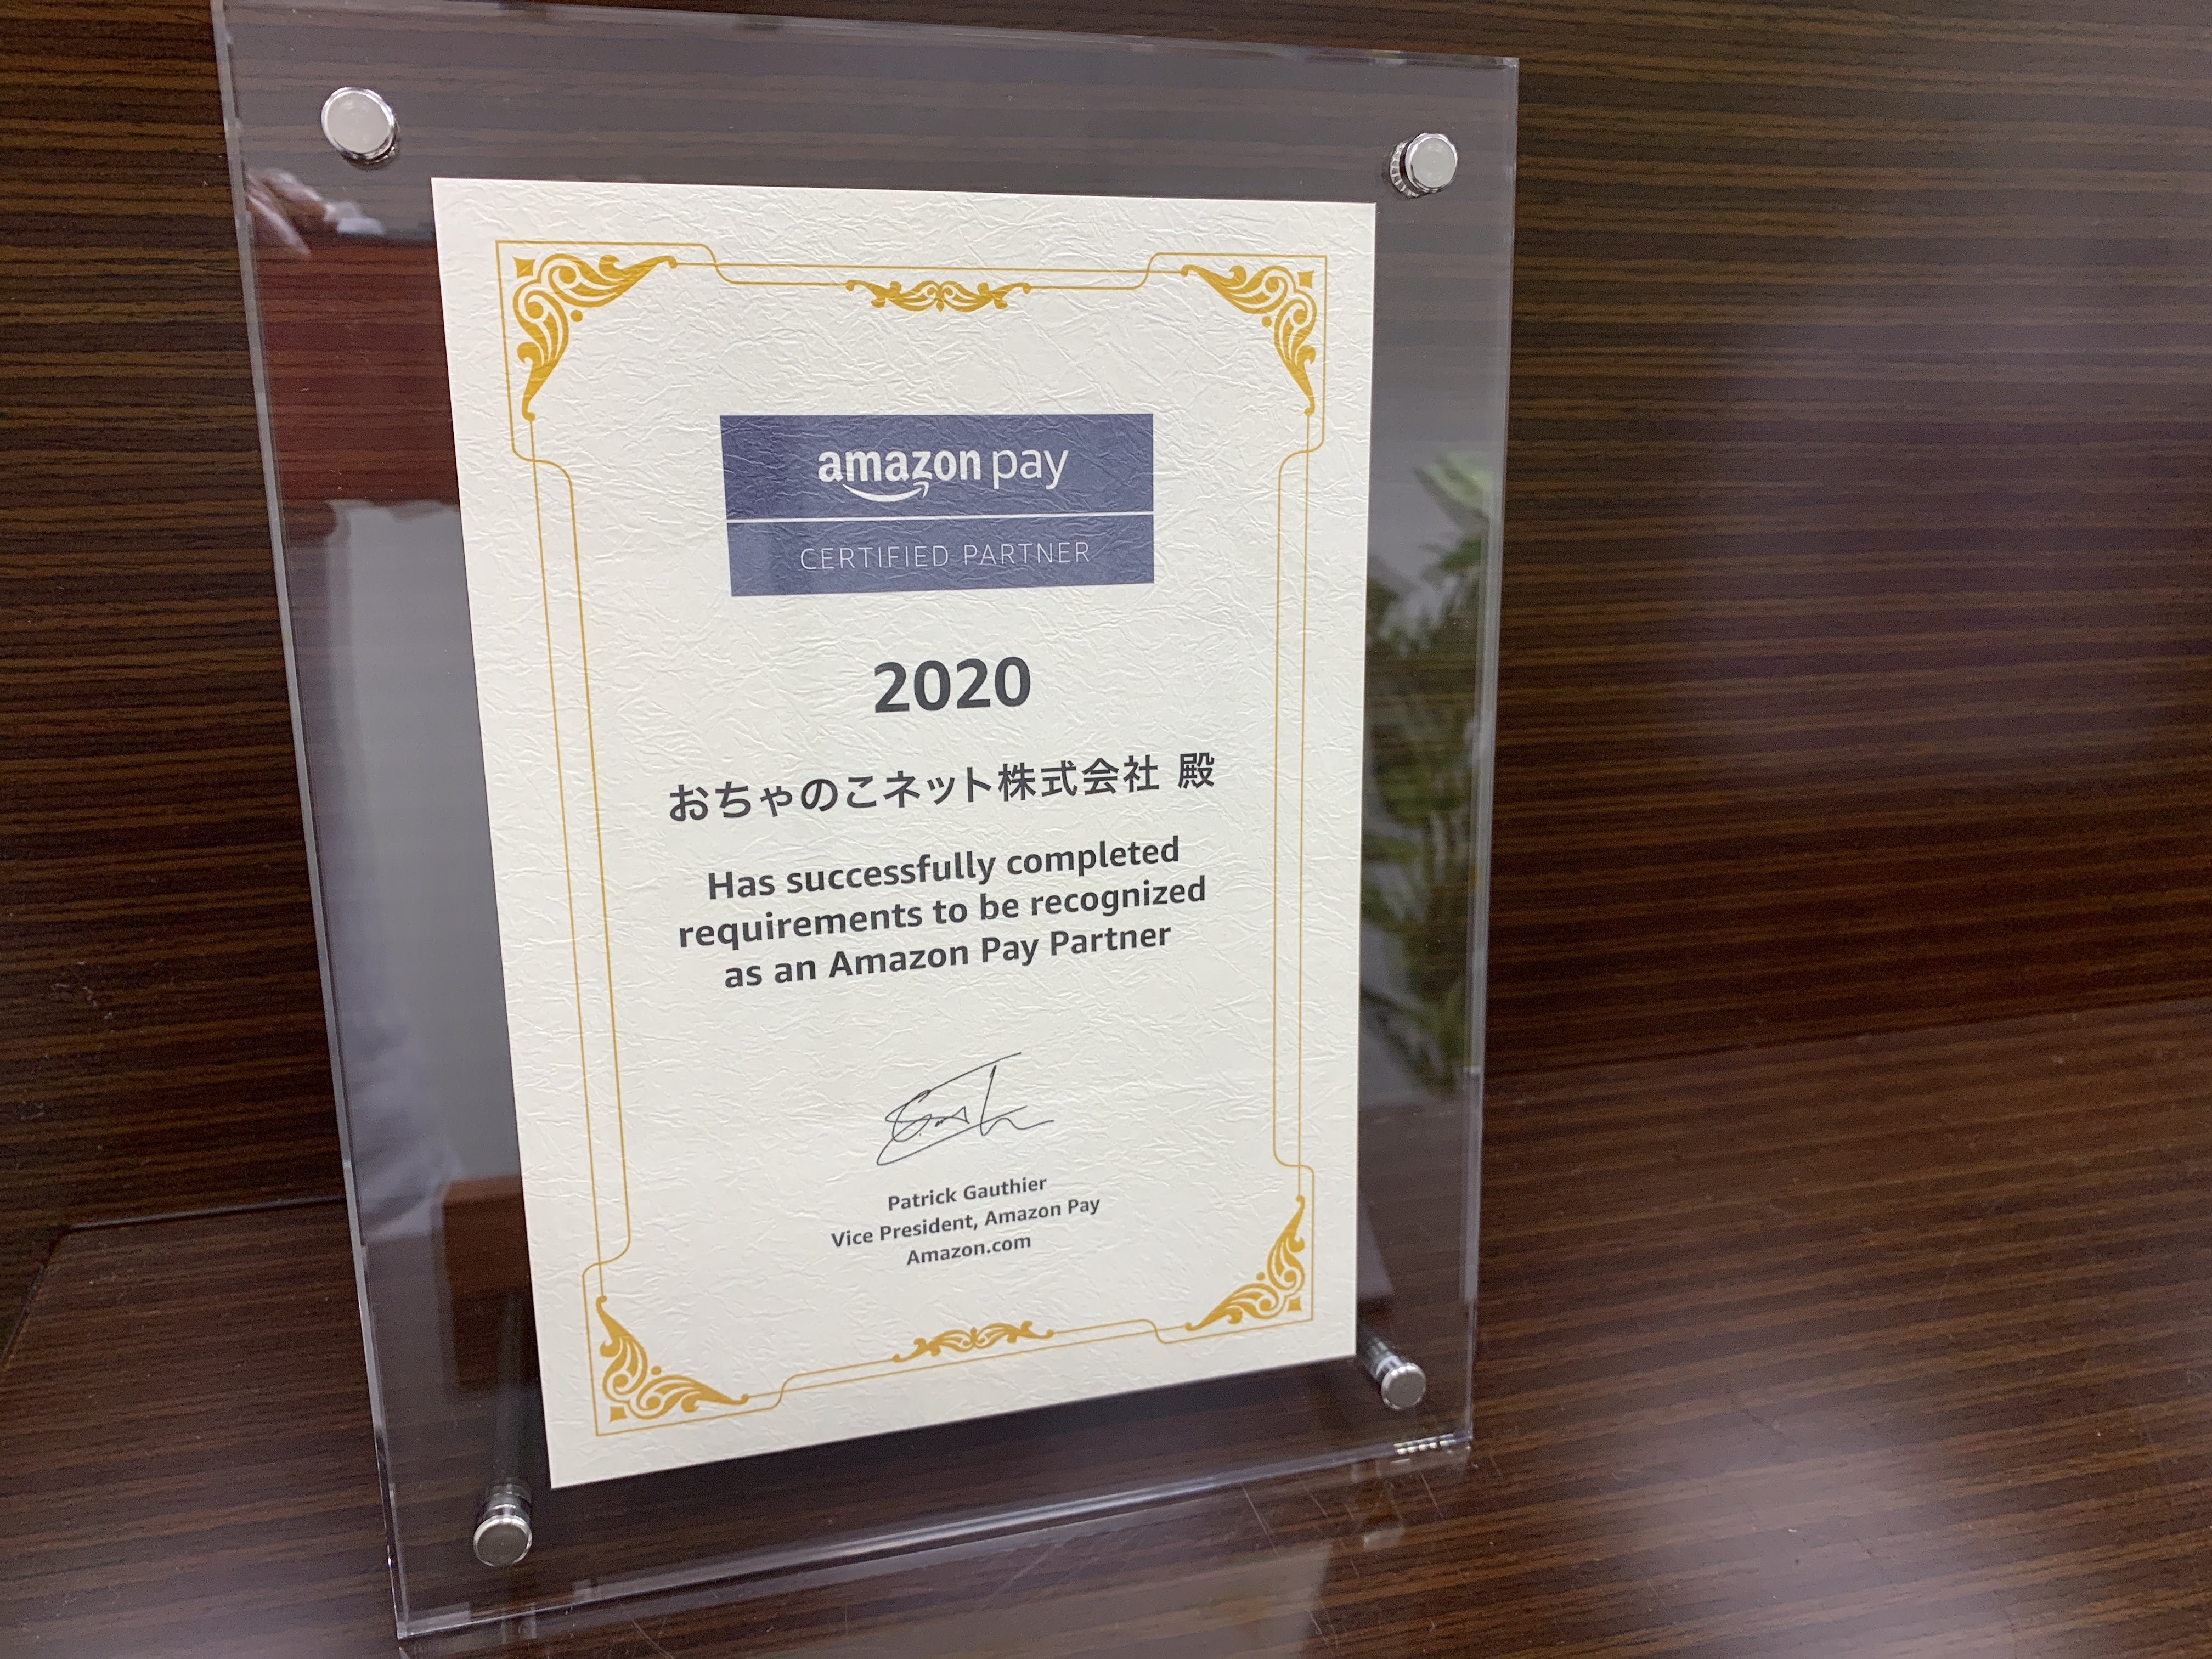 amazon pay
CERTIFIED PARTNER
2020
おちゃのこネット株式会社 殿
Has successfully completed
requirements to be recognized
as an Amazon Pay Partner
Patrick Gauthier
Vice President, Amazon Pay
Amazon.com